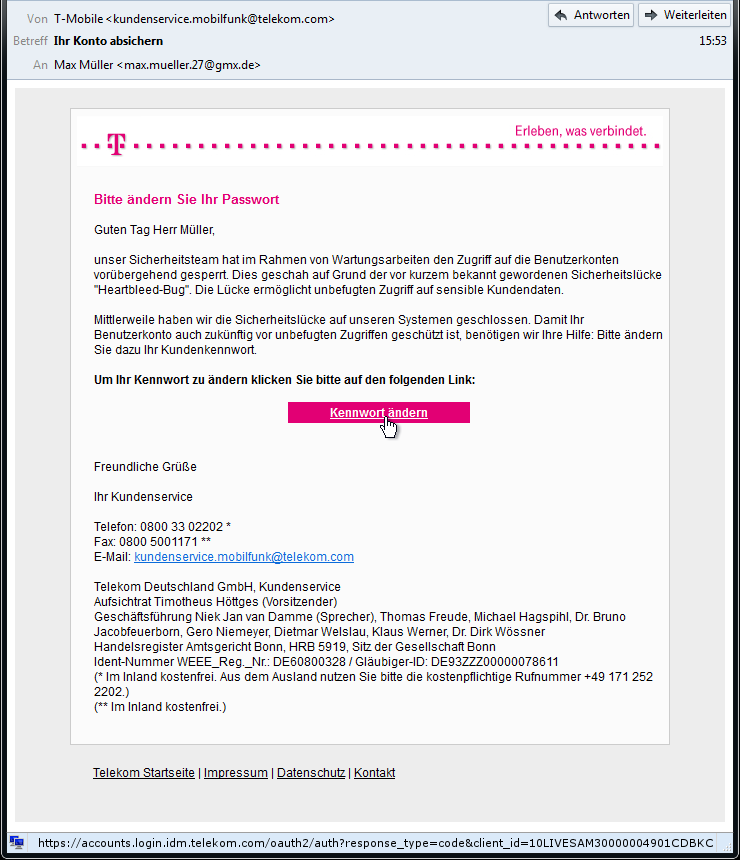 Von T-Mobile <kundenservice.mobilfunk@telekom.com>
Antworten
Weiterleiten
Betreff Ihr Konto absichern
15:53
An Max Müller <max.mueller.27@gmx.de>
Erleben, was verbindet.
T
Bitte ändern Sie Ihr Passwort
Guten Tag Herr Müller,
unser Sicherheitsteam hat im Rahmen von Wartungsarbeiten den Zugriff auf die Benutzerkonten
vorübergehend gesperrt. Dies geschah auf Grund der vor kurzem bekannt gewordenen Sicherheitslücke
"Heartbleed-Bug". Die Lücke ermöglicht unbefugten Zugriff auf sensible Kundendaten.
Mittlerweile haben wir die Sicherheitslücke auf unseren Systemen geschlossen. Damit Ihr
Benutzerkonto auch zukünftig vor unbefugten Zugriffen geschützt ist, benötigen wir Ihre Hilfe: Bitte ändern
Sie dazu Ihr Kundenkennwort.
Um Ihr Kennwort zu ändern klicken Sie bitte auf den folgenden Link:
Kennwort ändern
Freundliche Grüße
Ihr Kundenservice
Telefon: 0800 33 02202 *
Fax: 0800 5001171 **
E-Mail: kundenservice.mobilfunk@telekom.com
Telekom Deutschland GmbH, Kundenservice
Aufsichtrat Timotheus Höttges (Vorsitzender)
Geschäftsführung Niek Jan van Damme (Sprecher), Thomas Freude, Michael Hagspihl, Dr. Bruno
Jacobfeuerborn, Gero Niemeyer, Dietmar Welslau, Klaus Werner, Dr. Dirk Wössner
Handelsregister Amtsgericht Bonn, HRB 5919, Sitz der Gesellschaft Bonn
Ident-Nummer WEEE_Reg._Nr.: DE60800328 / Gläubiger-ID: DE93ZZZ00000078611
(* Im Inland kostenfrei. Aus dem Ausland nutzen Sie bitte die kostenpflichtige Rufnummer +49 171 252
2202.)
(** Im Inland kostenfrei.)
Telekom Startseite | Impressum | Datenschutz | Kontakt
https://accounts.login.idm.telekom.com/oauth2/auth?response_type=code&client_id=10LIVESAM30000004901CDBKC